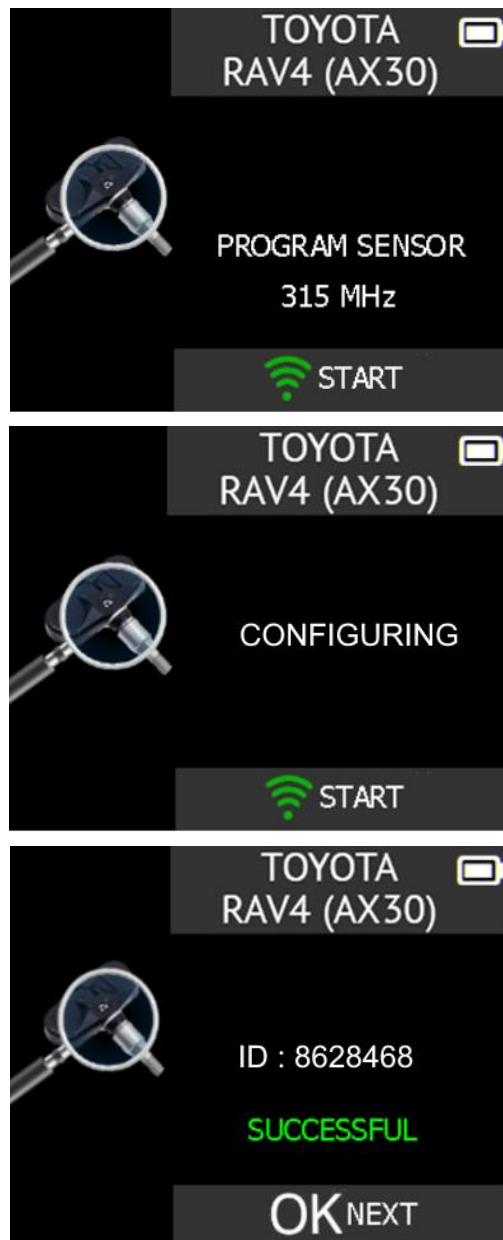 TOYOTA
RAV4 (AX30)
PROGRAM SENSOR
315 MHz
START
TOYOTA
RAV4 (AX30)
CONFIGURING
START
TOYOTA
RAV4 (AX30)
ID : 8628468
SUCCESSFUL
OK NEXT